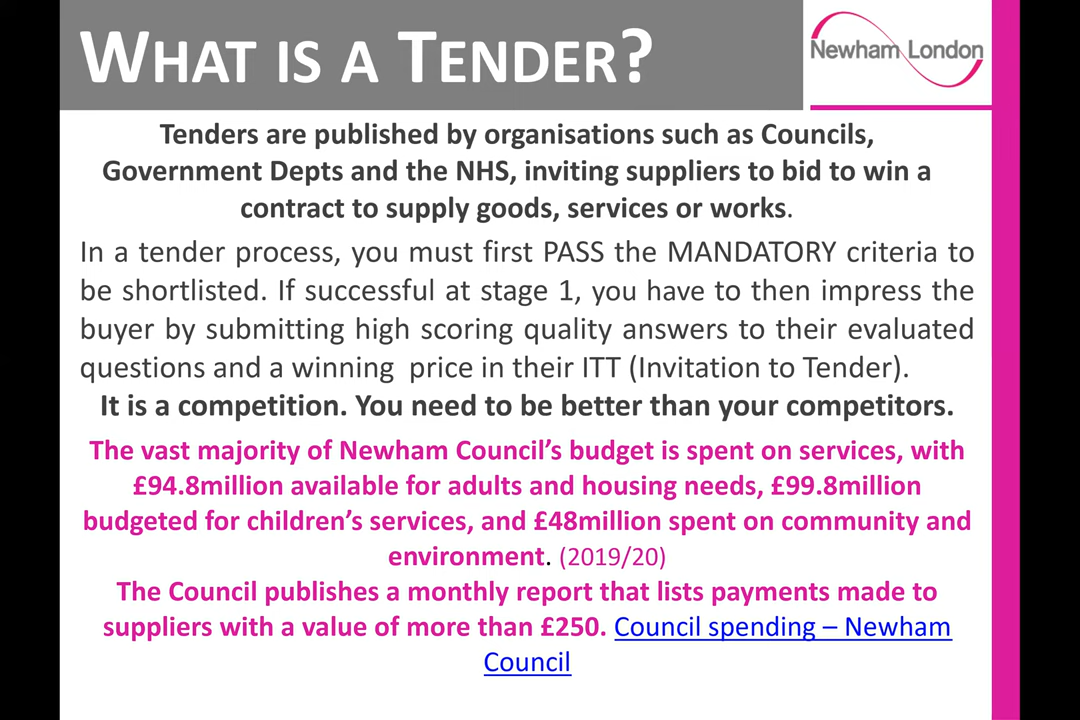 WHAT IS A TENDER?
Newham London
Tenders are published by organisations such as Councils,
Government Depts and the NHS, inviting suppliers to bid to win a
contract to supply goods, services or works.
In a tender process, you must first PASS the MANDATORY criteria to
be shortlisted. If successful at stage 1, you have to then impress the
buyer by submitting high scoring quality answers to their evaluated
questions and a winning price in their ITT (Invitation to Tender).
It is a competition. You need to be better than your competitors.
The vast majority of Newham Council’s budget is spent on services, with
£94.8million available for adults and housing needs, £99.8million
budgeted for children’s services, and £48million spent on community and
environment. (2019/20)
The Council publishes a monthly report that lists payments made to
suppliers with a value of more than £250. Council spending – Newham
Council